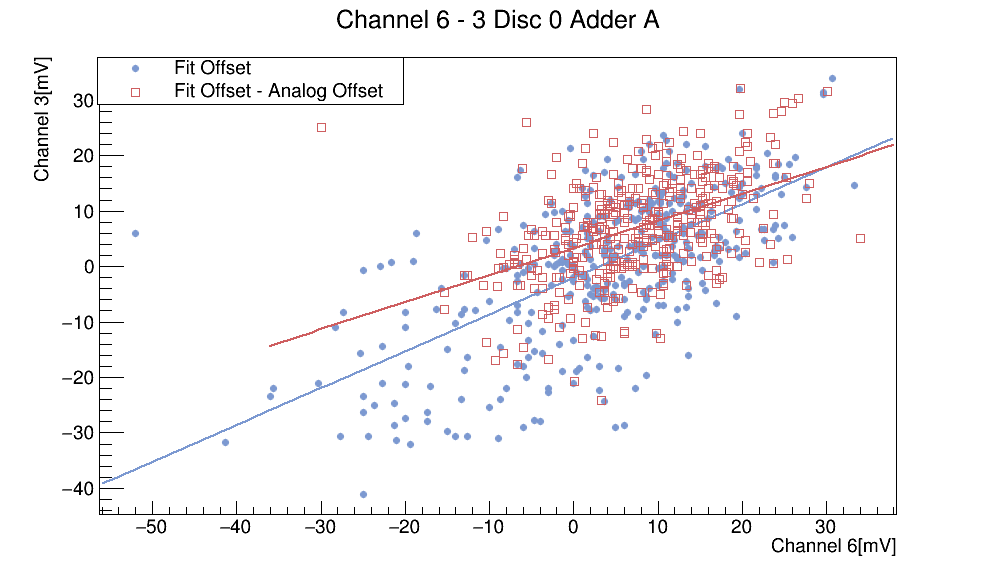 Channel 6 - 3 Disc 0 Adder A
Channel 3[mV]
Fit Offset
Fit Offset - Analog Offset
30
20
10
0
−10
−20
−30
−40
−50 −40 −30 −20 −10 0 10 20 30
Channel 6[mV]